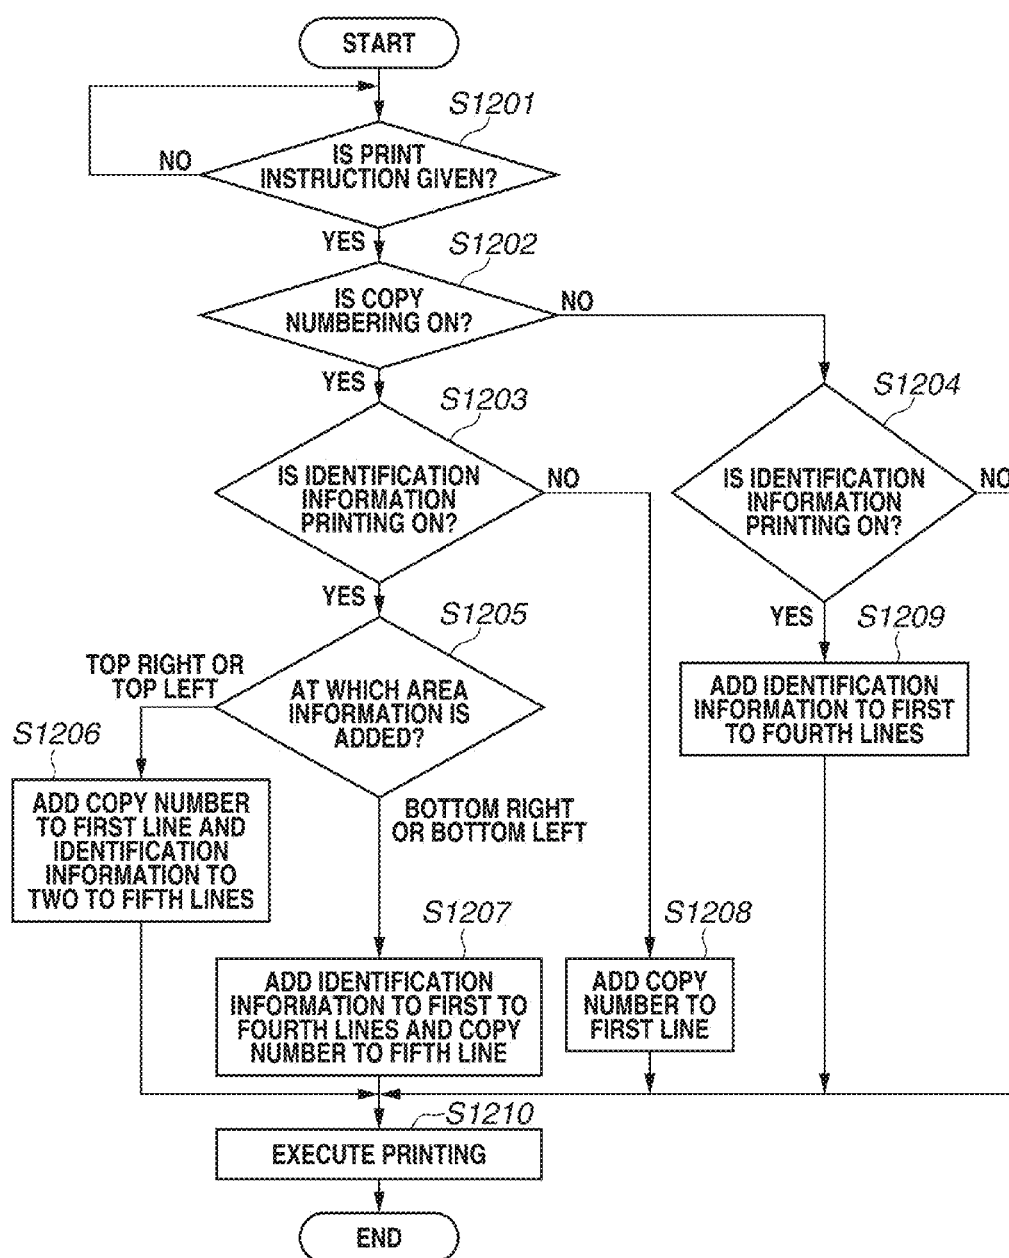 START
S1201
NO
IS PRINT
INSTRUCTION GIVEN?
YES
S1202
IS COPY
NUMBERING ON?
NO
YES
S1203
S1204
IS IDENTIFICATION
INFORMATION
PRINTING ON?
NO
IS IDENTIFICATION
INFORMATION
PRINTING ON?
NO
YES
S1205
YES
S1209
TOP RIGHT OR
TOP LEFT
AT WHICH AREA
INFORMATION IS
ADDED?
ADD IDENTIFICATION
INFORMATION TO FIRST
TO FOURTH LINES
S1206
ADD COPY NUMBER
TO FIRST LINE AND
IDENTIFICATION
INFORMATION TO
TWO TO FIFTH LINES
BOTTOM RIGHT
OR BOTTOM LEFT
S1207
S1208
ADD IDENTIFICATION
INFORMATION TO FIRST TO
FOURTH LINES AND COPY
NUMBER TO FIFTH LINE
ADD COPY
NUMBER TO
FIRST LINE
S1210
EXECUTE PRINTING
END